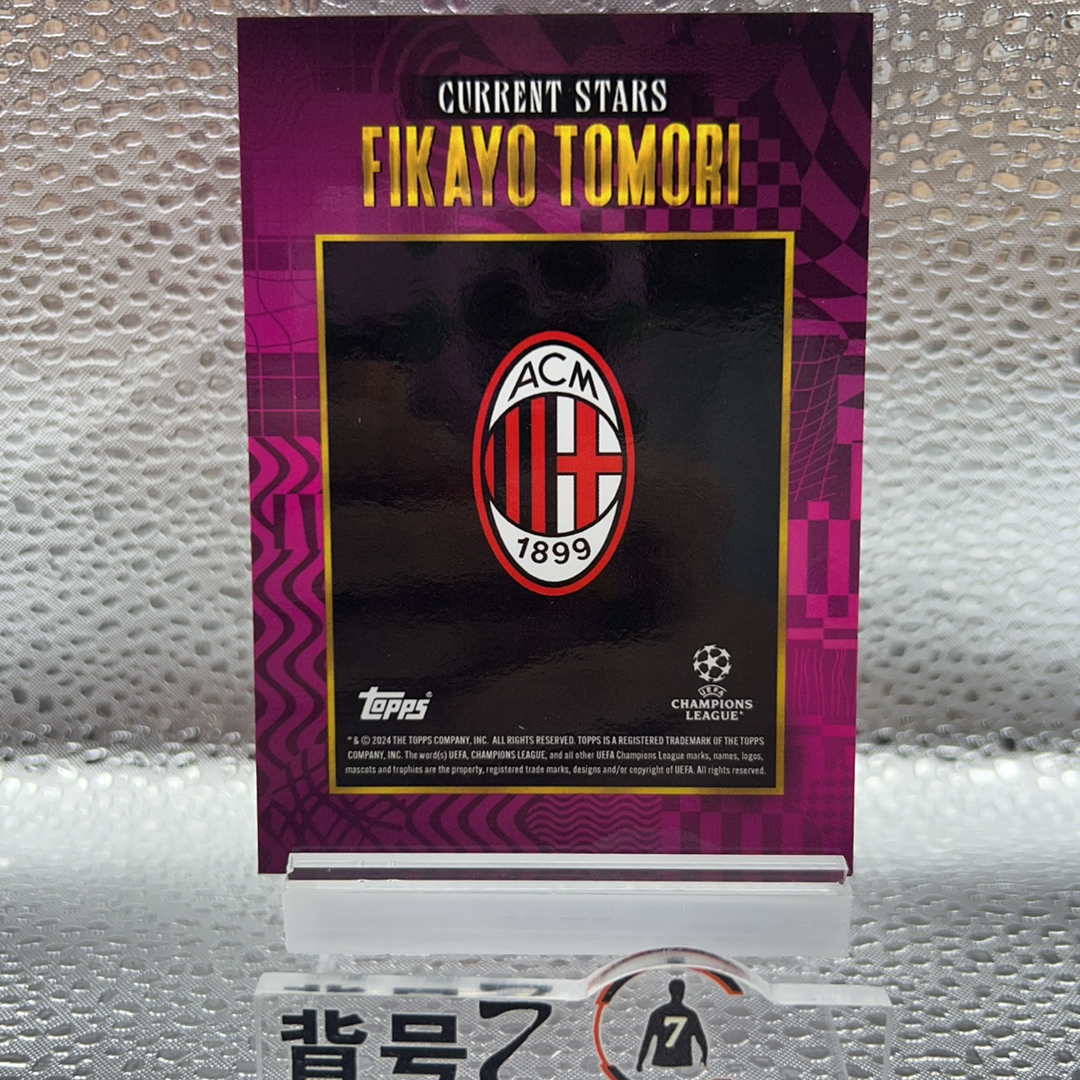 CURRENT STARS
FIKAYO TOMORI
ACM
1899
topps®
UEFA
CHAMPIONS
LEAGUE®
® & © 2024 THE TOPPS COMPANY, INC. ALL RIGHTS RESERVED. TOPPS IS A REGISTERED TRADEMARK OF THE TOPPS
COMPANY, INC. The word(s) UEFA, CHAMPIONS LEAGUE, and all other UEFA Champions League marks, names, logos,
mascots and trophies are the property, registered trade marks, designs and/or copyright of UEFA. All rights reserved.
背号7
7